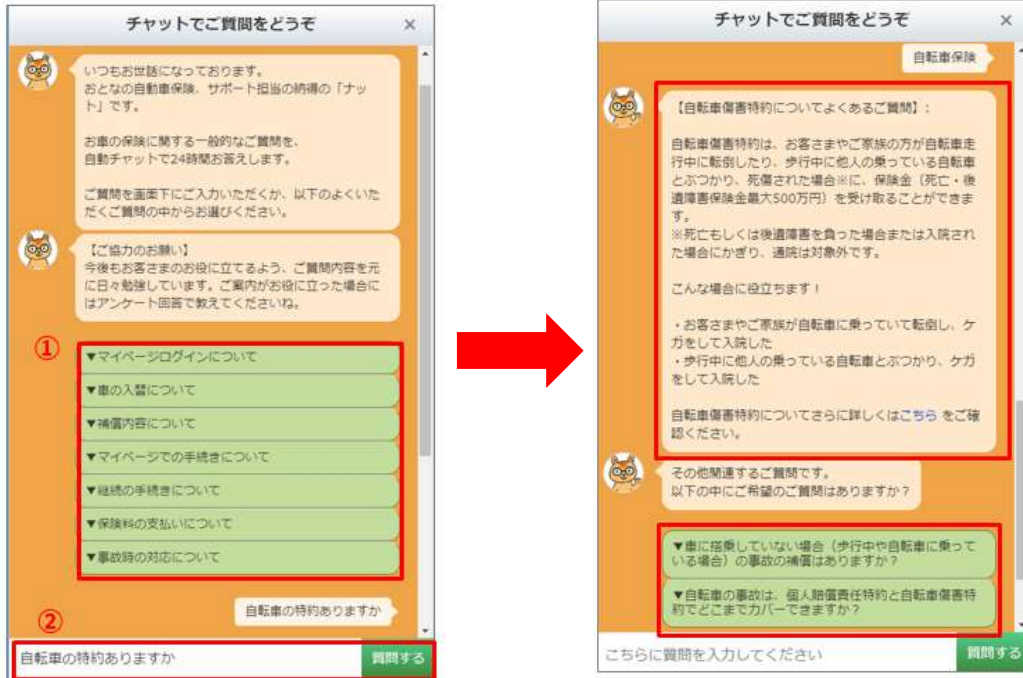 チャットでご質問をどうぞ
×
いつもお世話になっております。
おとなの自動車保険、サポート担当の納得の「ナッ
ト」です。
お車の保険に関する一般的なご質問を、
自動チャットで24時間お答えします。
ご質問を画面下にご入力いただくか、以下のよくいた
だくご質問の中からお選びください。
【ご協力のお願い】
今後もお客さまのお役に立てるよう、ご質問内容を元
に日々勉強しています。ご案内がお役に立った場合に
はアンケート回答で教えてくださいね。
①
▼マイページログインについて
▼車の入替について
▼補償内容について
▼マイページでの手続きについて
▼継続の手続きについて
▼保険料の支払いについて
▼事故時の対応について
自転車の特約ありますか
②
自転車の特約ありますか
質問する
チャットでご質問をどうぞ
×
自転車保険
【自転車傷害特約についてよくあるご質問】:
自転車傷害特約は、お客さまやご家族の方が自転車走
行中に転倒したり、歩行中に他人の乗っている自転車
とぶつかり、死傷された場合※に、保険金（死亡・後
遺障害保険金最大500万円）を受け取ることができま
す。
※死亡もしくは後遺障害を負った場合または入院され
た場合にかぎり、通院は対象外です。
こんな場合に役立ちます！
・お客さまやご家族が自転車に乗っていて転倒し、ケ
ガをして入院した
・歩行中に他人の乗っている自転車とぶつかり、ケガ
をして入院した
自転車傷害特約についてさらに詳しくはこちら をご確
認ください。
その他関連するご質問です。
以下の中にご希望のご質問はありますか？
▼車に搭乗していない場合（歩行中や自転車に乗って
いる場合）の事故の補償はありますか？
▼自転車の事故は、個人賠償責任特約と自転車傷害特
約でどこまでカバーできますか？
こちらに質問を入力してください
質問する